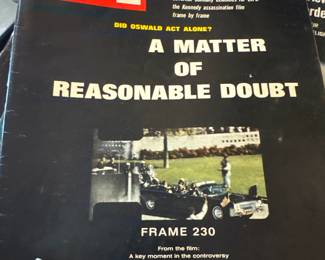 the Kennedy assassination film
frame by frame
DID OSWALD ACT ALONE?
A MATTER
OF
REASONABLE DOUBT
FRAME 230
From the film:
A key moment in the controversy